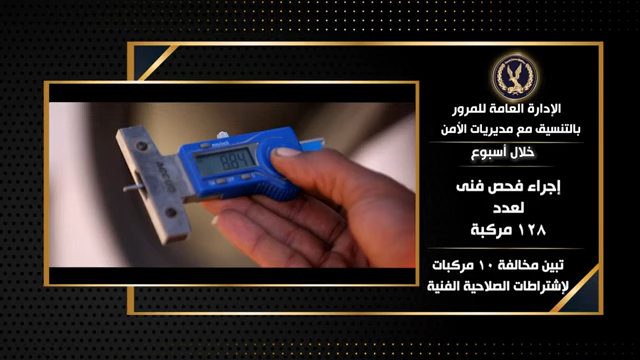 الإدارة العامة للمرور
بالتنسيق مع مديريات الأمن
خلال أسبوع
إجراء فحص فنى
لعدد
١٢٨ مركبة
تبين مخالفة ١٠ مركبات
لإشتراطات الصلاحية الفنية